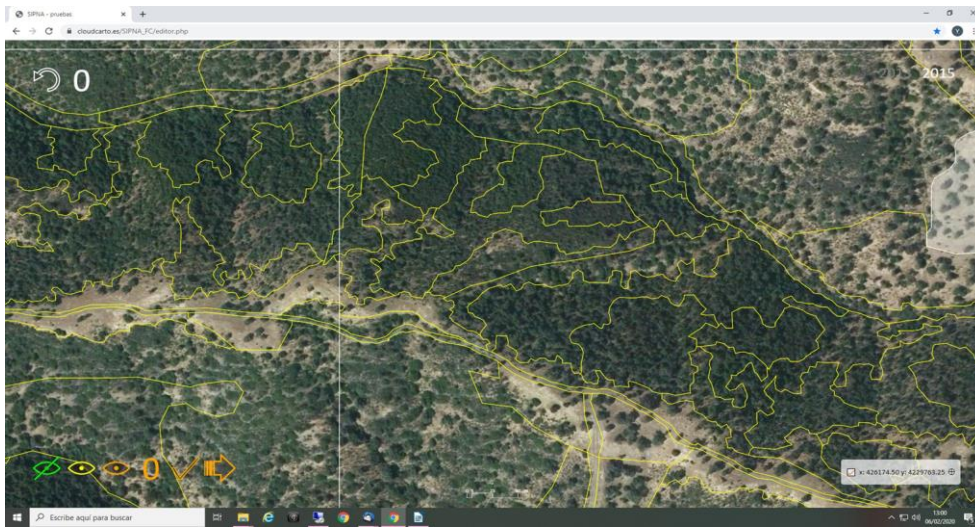 SIPNA - pruebas
cloudcarto.es/SIPNA_FC/editor.php
V
0
2015
0
x: 426174.50 y: 4229763.25
Escribe aquí para buscar
13:00
06/02/2020